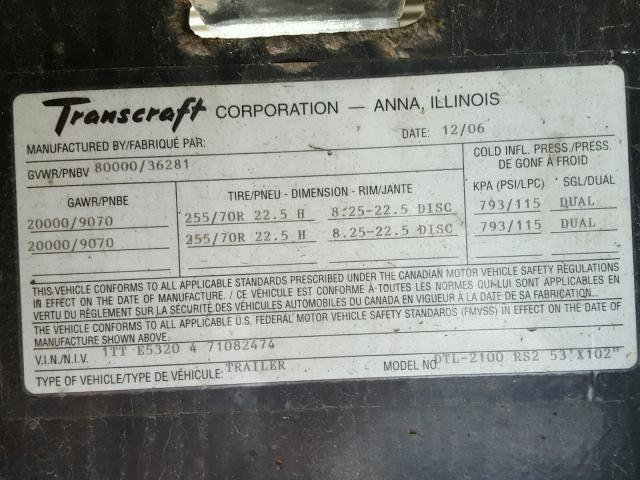 Transcraft CORPORATION — ANNA, ILLINOIS
MANUFACTURED BY/FABRIQUÉ PAR: DATE: 12/06
GVWR/PNBV 80000/36281
COLD INFL. PRESS./PRESS. DE GONF À FROID
GAWR/PNBE TIRE/PNEU - DIMENSION - RIM/JANTE KPA (PSI/LPC) SGL/DUAL
20000/9070 255/70R 22.5 H 8.25-22.5 DISC 793/115 DUAL
20000/9070 255/70R 22.5 H 8.25-22.5 DISC 793/115 DUAL
THIS VEHICLE CONFORMS TO ALL APPLICABLE STANDARDS PRESCRIBED UNDER THE CANADIAN MOTOR VEHICLE SAFETY REGULATIONS
IN EFFECT ON THE DATE OF MANUFACTURE. / CE VÉHICULE EST CONFORME À TOUTES LES NORMES QUI LUI SONT APPLICABLES EN
VERTU DU RÈGLEMENT SUR LA SÉCURITÉ DES VÉHICULES AUTOMOBILES DU CANADA EN VIGUEUR À LA DATE DE SA FABRICATION.
THIS VEHICLE CONFORMS TO ALL APPLICABLE U.S. FEDERAL MOTOR VEHICLE SAFETY STANDARDS (FMVSS) IN EFFECT ON THE DATE OF
MANUFACTURE SHOWN ABOVE.
V.I.N./N.I.V. 1TT E5320 4 71082474
TYPE OF VEHICLE/TYPE DE VÉHICULE: TRAILER MODEL NO. DTL-2100 RS2 53'X102"